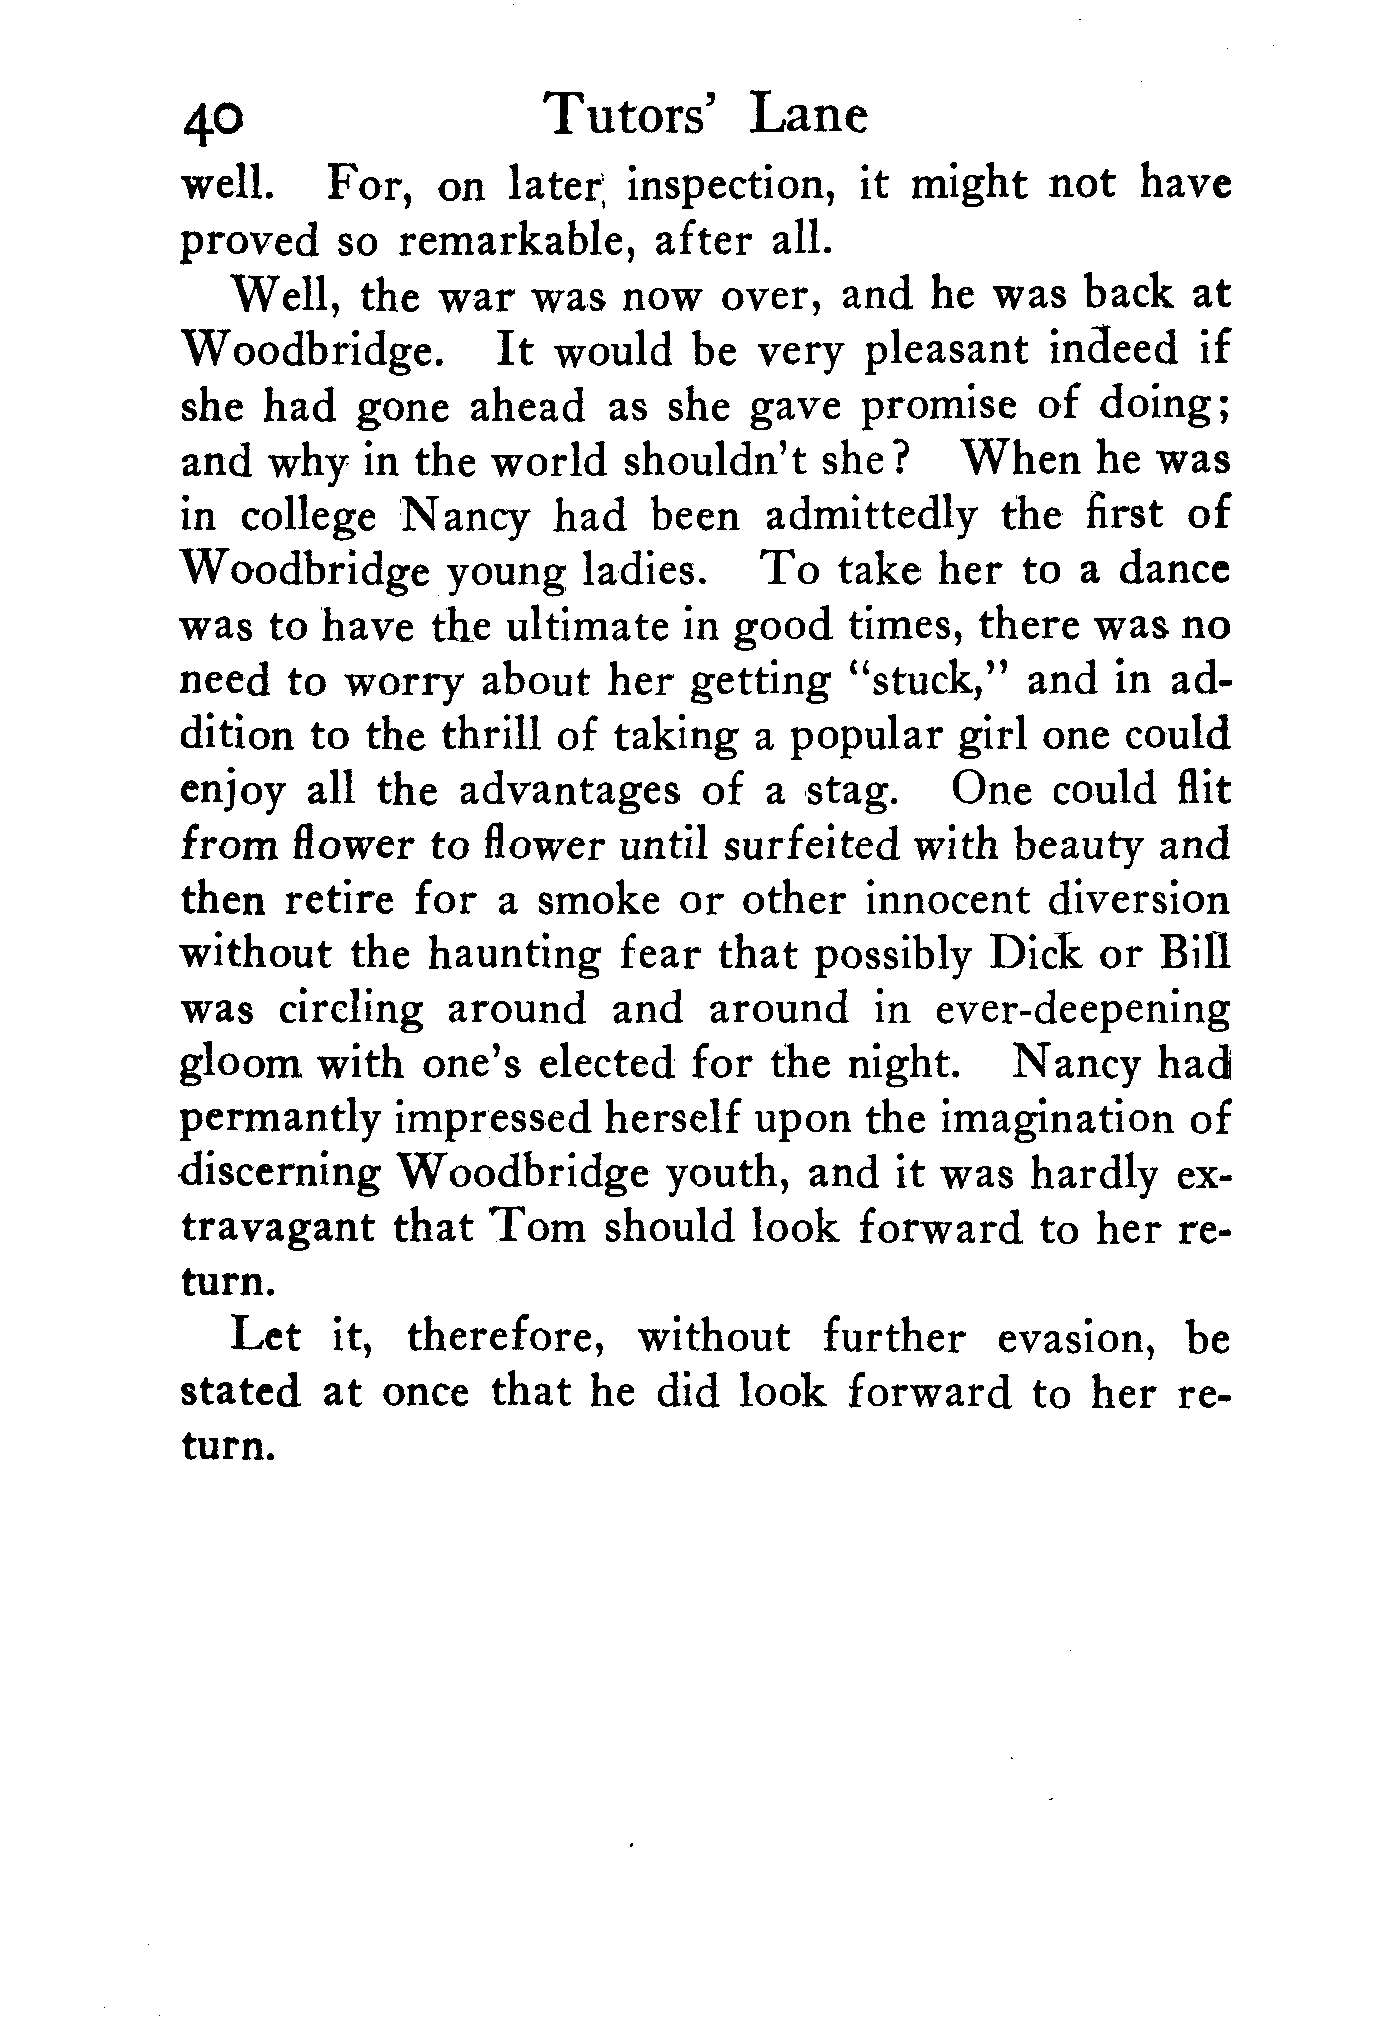 40 Tutors' Lane
well. For, on later, inspection, it might not have
proved so remarkable, after all.
Well, the war was now over, and he was back at
Woodbridge. It would be very pleasant indeed if
she had gone ahead as she gave promise of doing;
and why in the world shouldn't she? When he was
in college Nancy had been admittedly the first of
Woodbridge young ladies. To take her to a dance
was to have the ultimate in good times, there was no
need to worry about her getting "stuck," and in ad-
dition to the thrill of taking a popular girl one could
enjoy all the advantages of a stag. One could flit
from flower to flower until surfeited with beauty and
then retire for a smoke or other innocent diversion
without the haunting fear that possibly Dick or Bill
was circling around and around in ever-deepening
gloom with one's elected for the night. Nancy had
permantly impressed herself upon the imagination of
discerning Woodbridge youth, and it was hardly ex-
travagant that Tom should look forward to her re-
turn.
Let it, therefore, without further evasion, be
stated at once that he did look forward to her re-
turn.